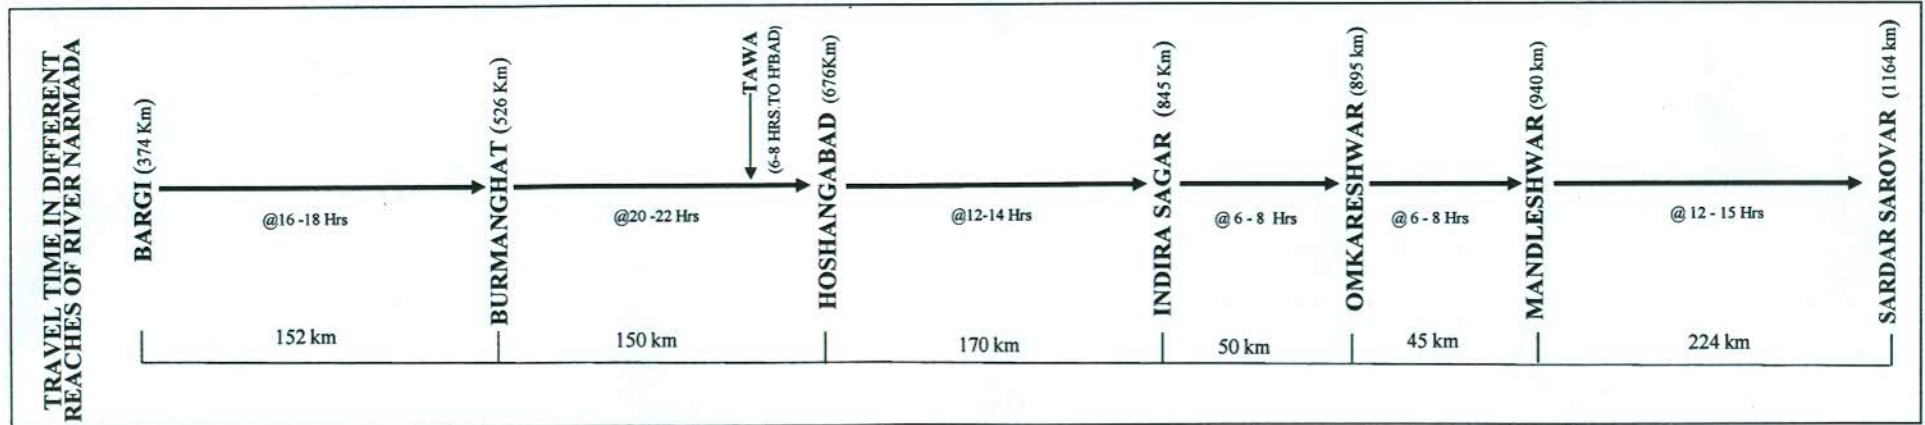 TRAVEL TIME IN DIFFERENT
REACHES OF RIVER NARMADA
BARGI (374 Km)
@16 -18 Hrs
BURMANGHAT (526 Km)
@20 -22 Hrs
TAWA
(6-8 HRS.TO H'BAD)
HOSHANGABAD (676Km)
@12-14 Hrs
INDIRA SAGAR (845 Km)
@ 6 - 8 Hrs
OMKARESHWAR (895 km)
@ 6 - 8 Hrs
MANDLESHWAR (940 km)
@ 12 - 15 Hrs
SARDAR SAROVAR (1164 km)
152 km
150 km
170 km
50 km
45 km
224 km